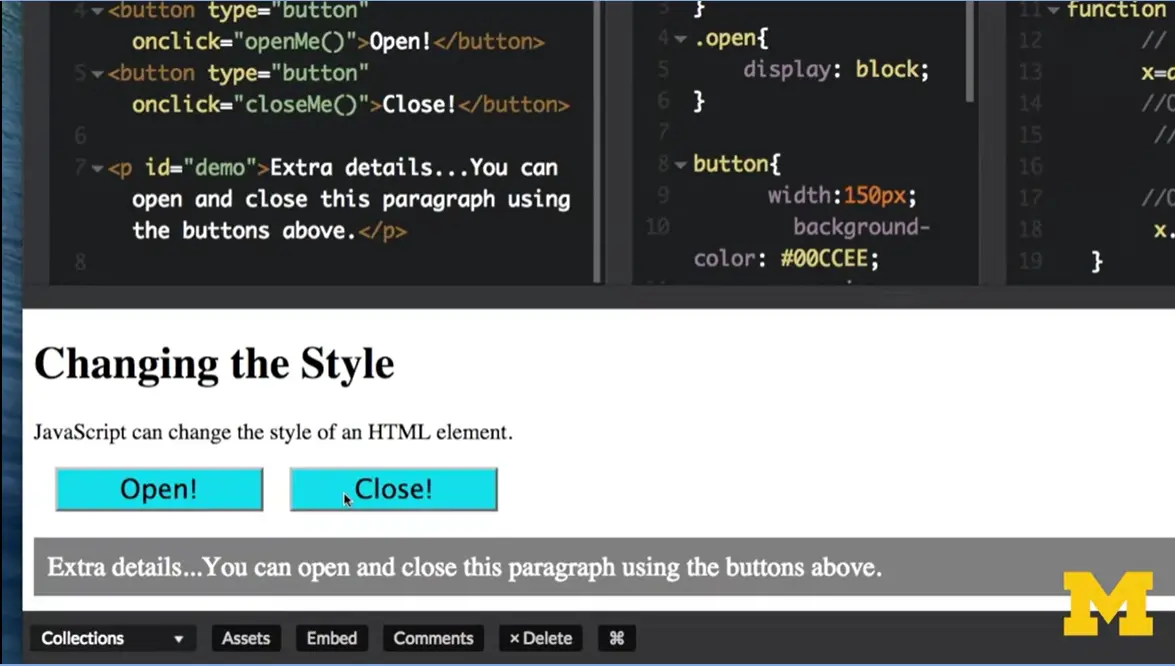 4 <button type="button"
onclick="openMe()">Open!</button>
5 <button type="button"
onclick="closeMe()">Close!</button>
6
7 <p id="demo">Extra details...You can
open and close this paragraph using
the buttons above.</p>
8
3 }
4 .open{
5 display: block;
6 }
7
8 button{
9 width:150px;
10 background-
color: #00CCEE;
11 function
12 //
13 x=
14 //
15 //
16
17 //
18 x.
19 }
Changing the Style
JavaScript can change the style of an HTML element.
Open! Close!
Extra details...You can open and close this paragraph using the buttons above.
M
Collections Assets Embed Comments × Delete ⌘